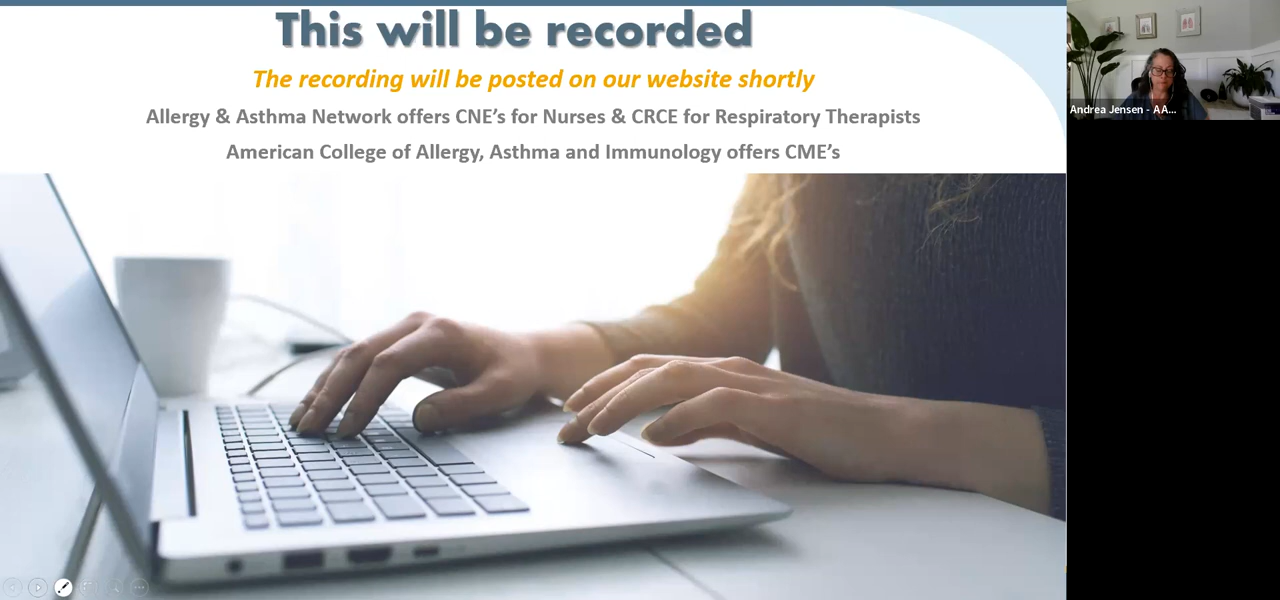 This will be recorded
The recording will be posted on our website shortly
Allergy & Asthma Network offers CNE's for Nurses & CRCE for Respiratory Therapists
American College of Allergy, Asthma and Immunology offers CME's
Andrea Jensen - AA...